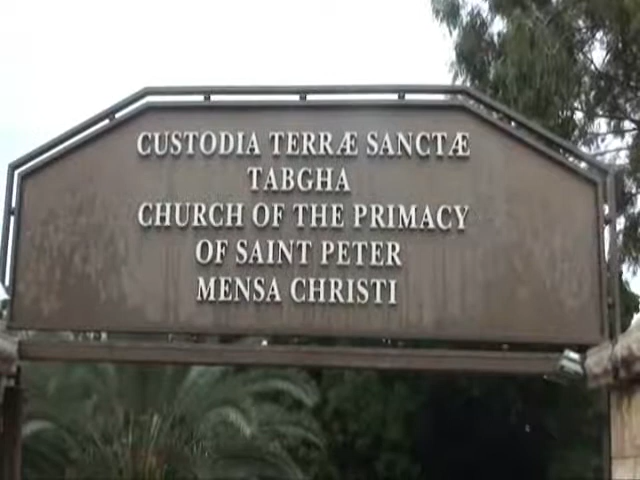 CUSTODIA TERRÆ SANCTÆ
TABGHA
CHURCH OF THE PRIMACY
OF SAINT PETER
MENSA CHRISTI